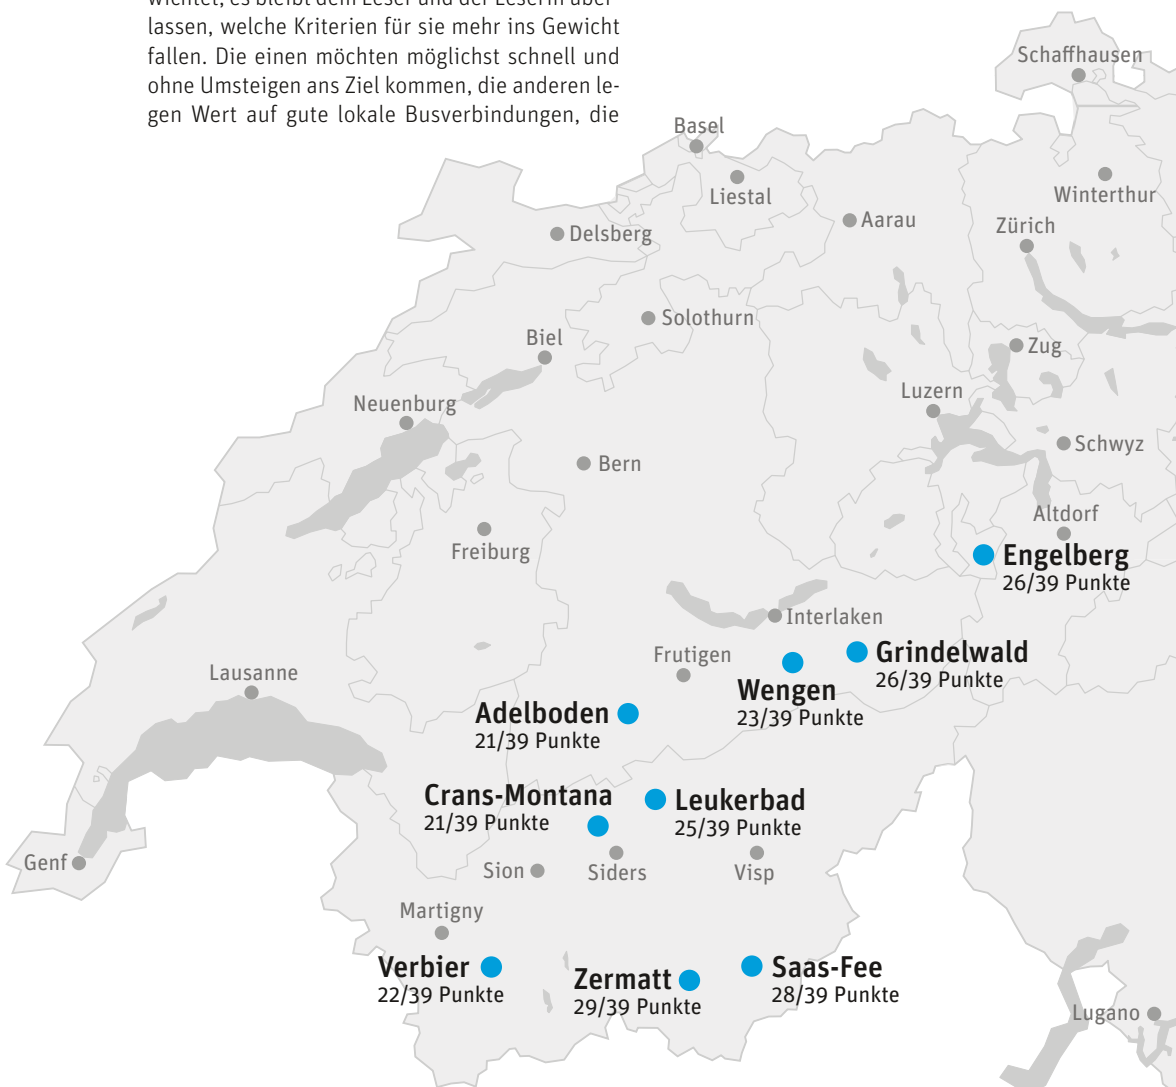 lassen, welche Kriterien für sie mehr ins Gewicht
fallen. Die einen möchten möglichst schnell und
ohne Umsteigen ans Ziel kommen, die anderen le-
gen Wert auf gute lokale Busverbindungen, die
Schaffhausen
Basel
Liestal
Winterthur
Aarau
Zürich
Delsberg
Solothurn
Biel
Zug
Luzern
Neuenburg
Schwyz
Bern
Altdorf
Freiburg
Engelberg
26/39 Punkte
Interlaken
Frutigen
Grindelwald
26/39 Punkte
Lausanne
Wengen
23/39 Punkte
Adelboden
21/39 Punkte
Crans-Montana
21/39 Punkte
Leukerbad
25/39 Punkte
Genf
Sion
Siders
Visp
Martigny
Verbier
22/39 Punkte
Zermatt
29/39 Punkte
Saas-Fee
28/39 Punkte
Lugano